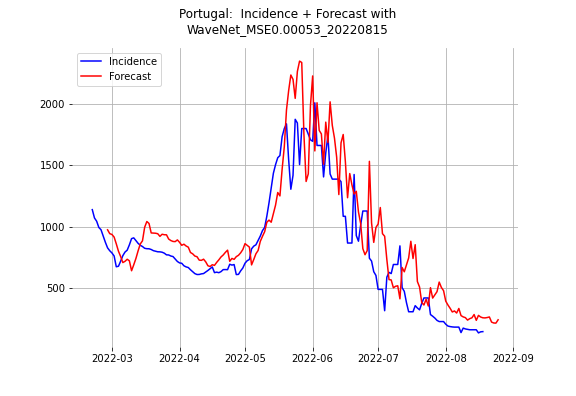 Portugal:  Incidence + Forecast with
WaveNet_MSE0.00053_20220815
Incidence
Forecast
2000
1500
1000
500
2022-03
2022-04
2022-05
2022-06
2022-07
2022-08
2022-09